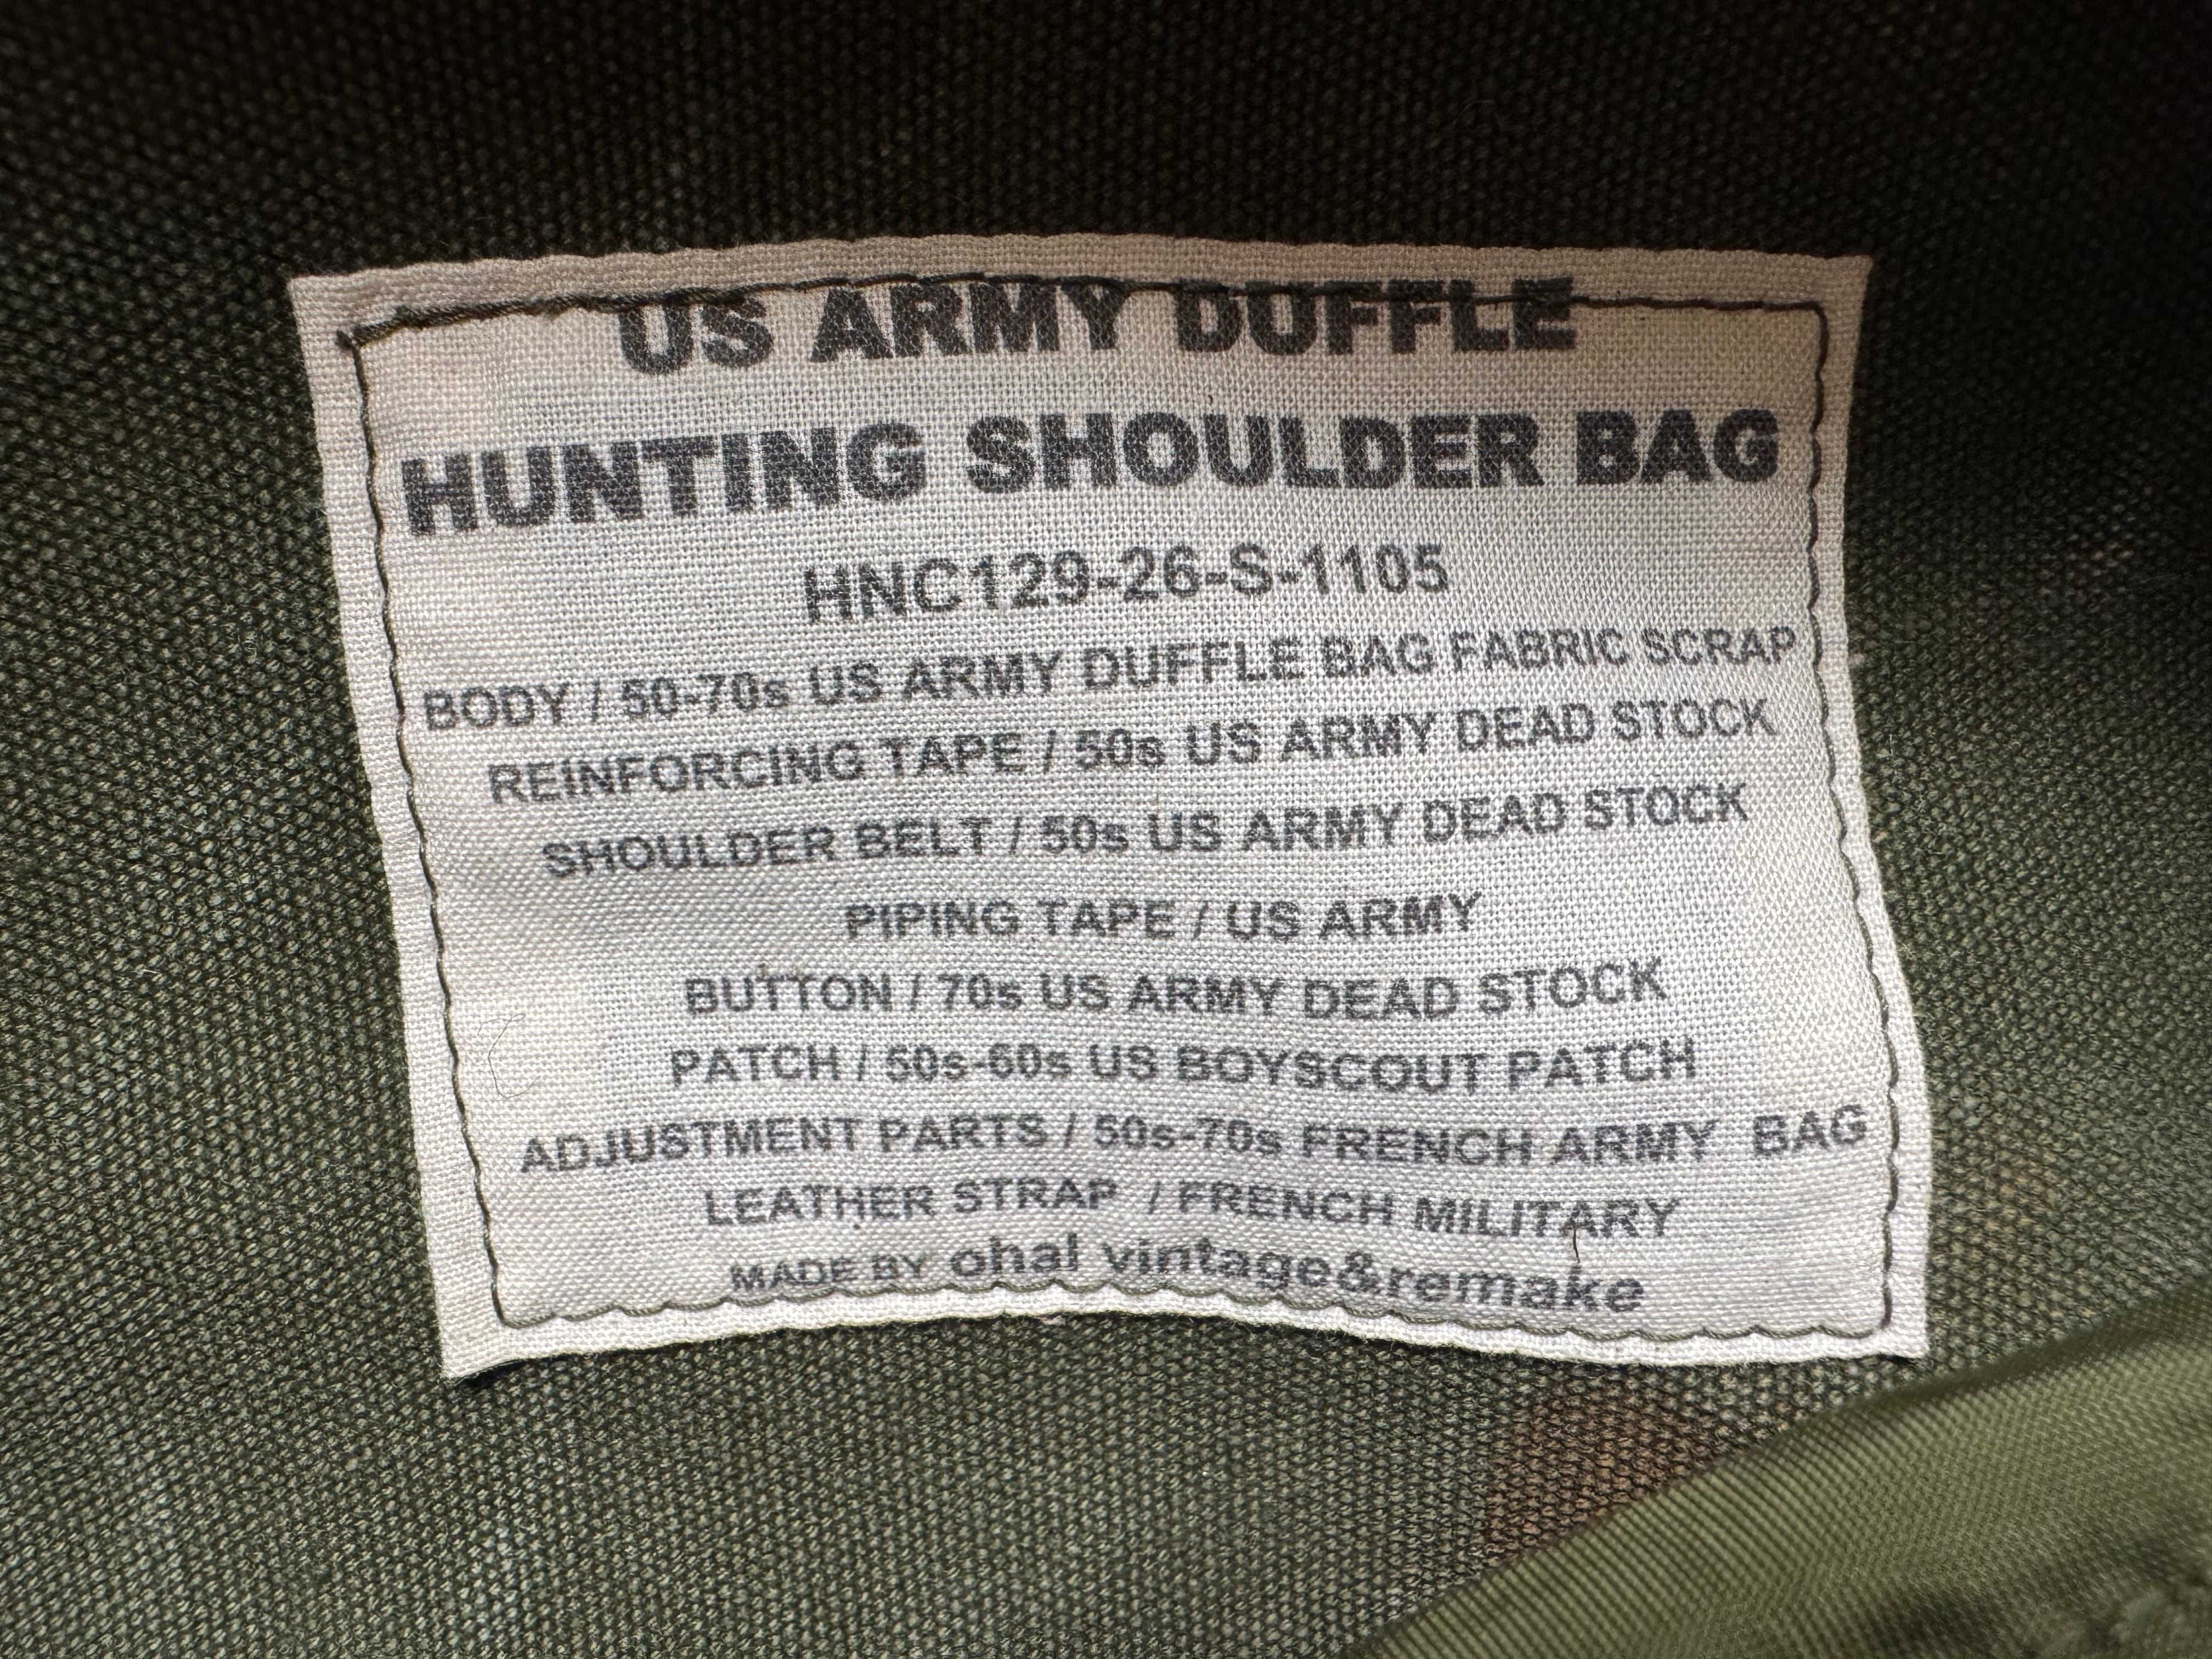 US ARMY DUFFLE
HUNTING SHOULDER BAG
HNC129-26-S-1105
BODY / 50-70s US ARMY DUFFLE BAG FABRIC SCRAP
REINFORCING TAPE / 50s US ARMY DEAD STOCK
SHOULDER BELT / 50s US ARMY DEAD STOCK
PIPING TAPE / US ARMY
BUTTON / 70s US ARMY DEAD STOCK
PATCH / 50s-60s US BOYSCOUT PATCH
ADJUSTMENT PARTS / 50s-70s FRENCH ARMY BAG
LEATHER STRAP / FRENCH MILITARY
MADE BY ohal vintage&remake